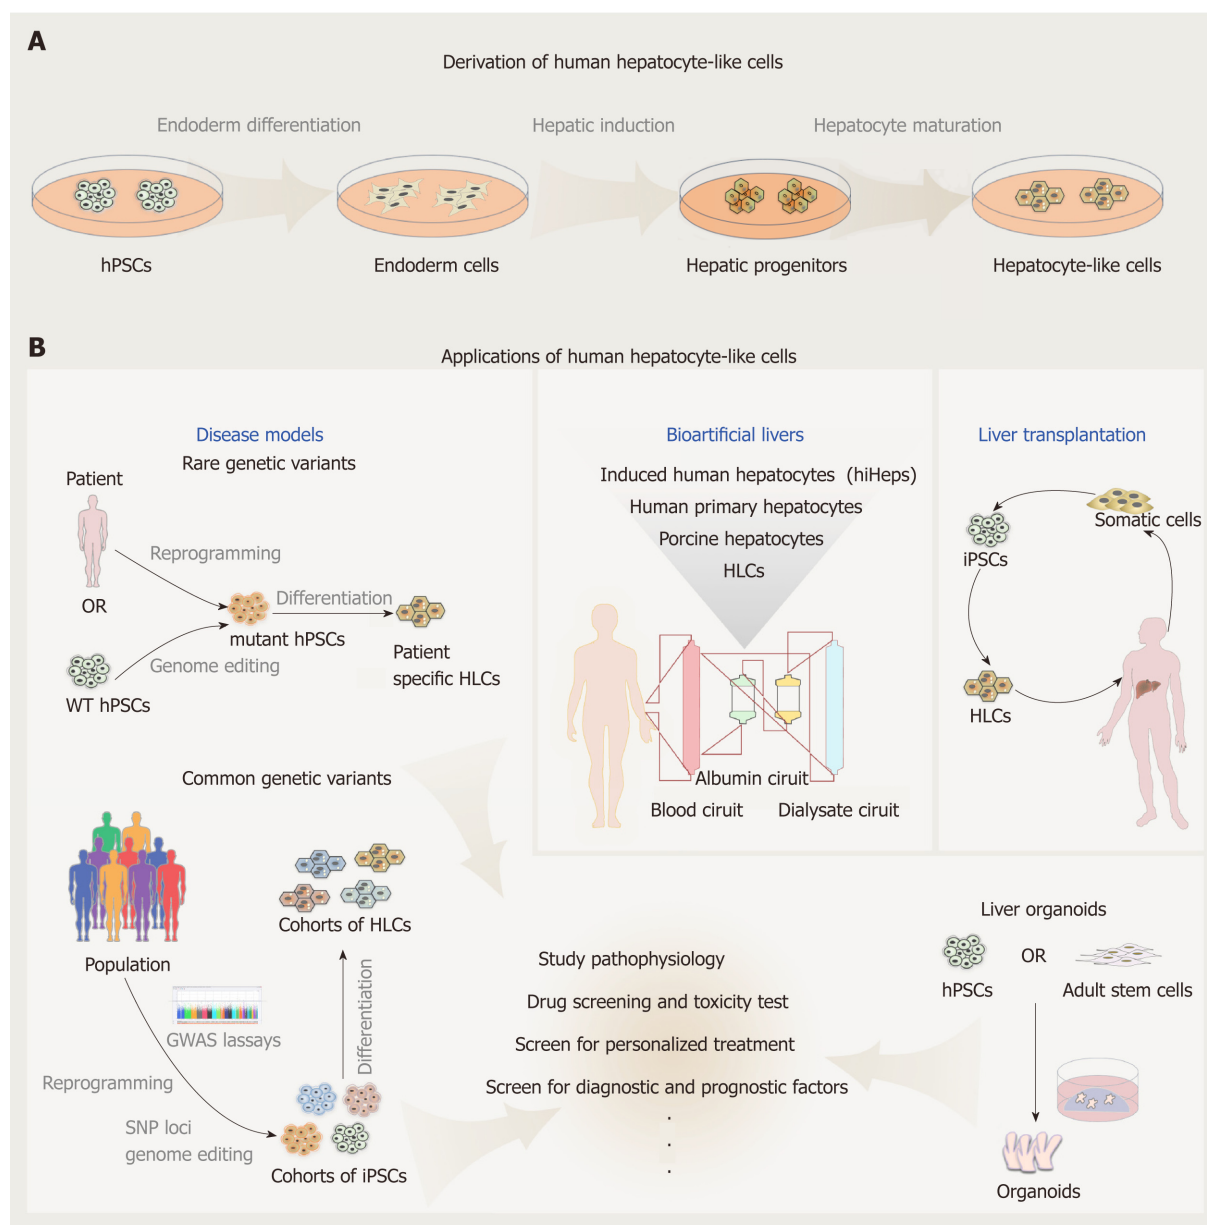 A
Derivation of human hepatocyte-like cells
Endoderm differentiation
Hepatic induction
Hepatocyte maturation
hPSCs
Endoderm cells
Hepatic progenitors
Hepatocyte-like cells
B
Applications of human hepatocyte-like cells
Disease models
Rare genetic variants
Patient
Reprogramming
OR
Differentiation
mutant hPSCs
Genome editing
WT hPSCs
Patient
specific HLCs
Common genetic variants
Population
Cohorts of HLCs
Differentiation
GWAS lassays
Reprogramming
SNP loci
genome editing
Cohorts of iPSCs
Bioartificial livers
Induced human hepatocytes (hiHeps)
Human primary hepatocytes
Porcine hepatocytes
HLCs
Albumin ciruit
Blood ciruit
Dialysate ciruit
Liver transplantation
Somatic cells
iPSCs
HLCs
Study pathophysiology
Drug screening and toxicity test
Screen for personalized treatment
Screen for diagnostic and prognostic factors
.
.
.
Liver organoids
OR
hPSCs
Adult stem cells
Organoids